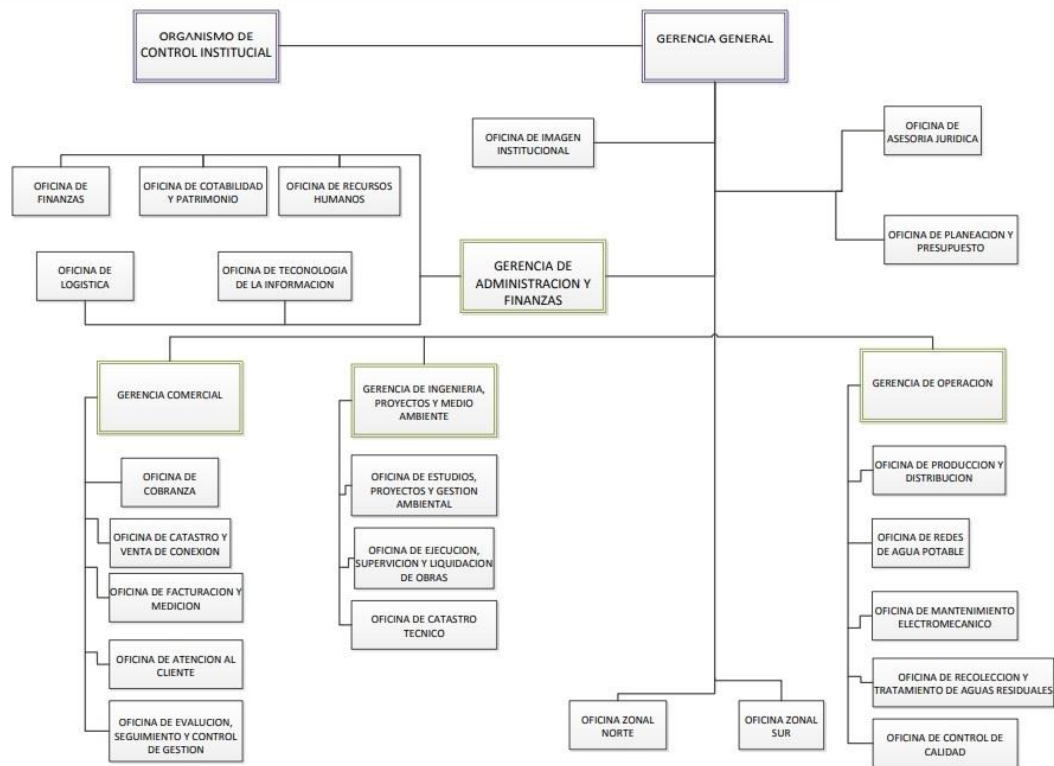 ORGANISMO DE
CONTROL INSTITUCIAL
GERENCIA GENERAL
OFICINA DE IMAGEN
INSTITUCIONAL
OFICINA DE
ASESORIA JURIDICA
OFICINA DE
FINANZAS
OFICINA DE COTABILIDAD
Y PATRIMONIO
OFICINA DE RECURSOS
HUMANOS
OFICINA DE PLANEACION Y
PRESUPUESTO
OFICINA DE
LOGISTICA
OFICINA DE TECONOLOGIA
DE LA INFORMACION
GERENCIA DE
ADMINISTRACION Y
FINANZAS
GERENCIA COMERCIAL
GERENCIA DE INGENIERIA,
PROYECTOS Y MEDIO
AMBIENTE
GERENCIA DE OPERACION
OFICINA DE
COBRANZA
OFICINA DE CATASTRO Y
VENTA DE CONEXION
OFICINA DE FACTURACION Y
MEDICION
OFICINA DE ATENCION AL
CLIENTE
OFICINA DE EVALUCION,
SEGUIMIENTO Y CONTROL
DE GESTION
OFICINA DE ESTUDIOS,
PROYECTOS Y GESTION
AMBIENTAL
OFICINA DE EJECUCION,
SUPERVICION Y LIQUIDACION
DE OBRAS
OFICINA DE CATASTRO
TECNICO
OFICINA DE PRODUCCION Y
DISTRIBUCION
OFICINA DE REDES
DE AGUA POTABLE
OFICINA DE MANTENIMIENTO
ELECTROMECANICO
OFICINA DE RECOLECCION Y
TRATAMIENTO DE AGUAS RESIDUALES
OFICINA DE CONTROL DE
CALIDAD
OFICINA ZONAL
NORTE
OFICINA ZONAL
SUR